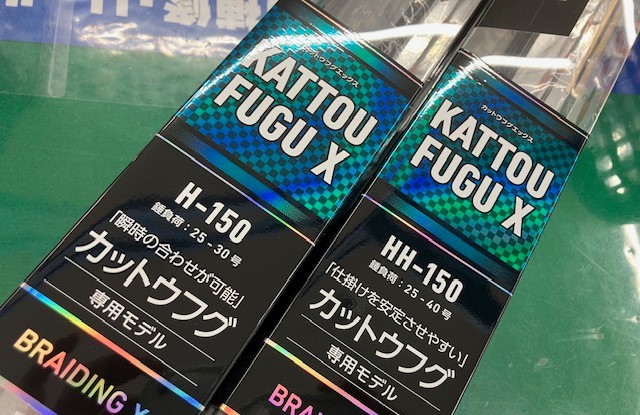 カットウフグエックス
KATTOU
FUGU X
H-150
錘負荷:25-30号
「瞬時の合わせが可能」
カットウフグ
専用モデル
BRAIDING X
カットウフグエックス
KATTOU
FUGU X
HH-150
錘負荷:25-40号
「仕掛けを安定させやすい」
カットウフグ
専用モデル
BRAIDING